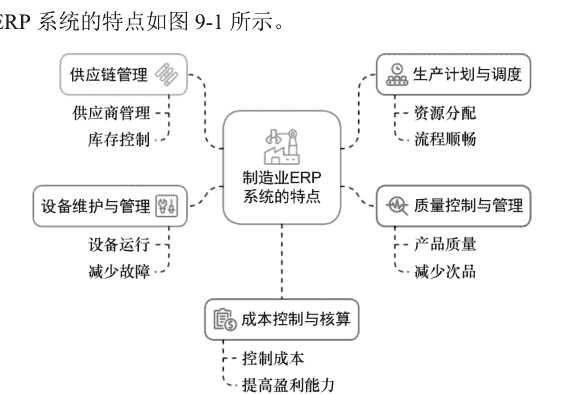 ERP 系统的特点如图 9-1 所示。
供应链管理
供应商管理
库存控制
生产计划与调度
资源分配
流程顺畅
制造业ERP
系统的特点
设备维护与管理
设备运行
减少故障
质量控制与管理
产品质量
减少次品
成本控制与核算
控制成本
提高盈利能力